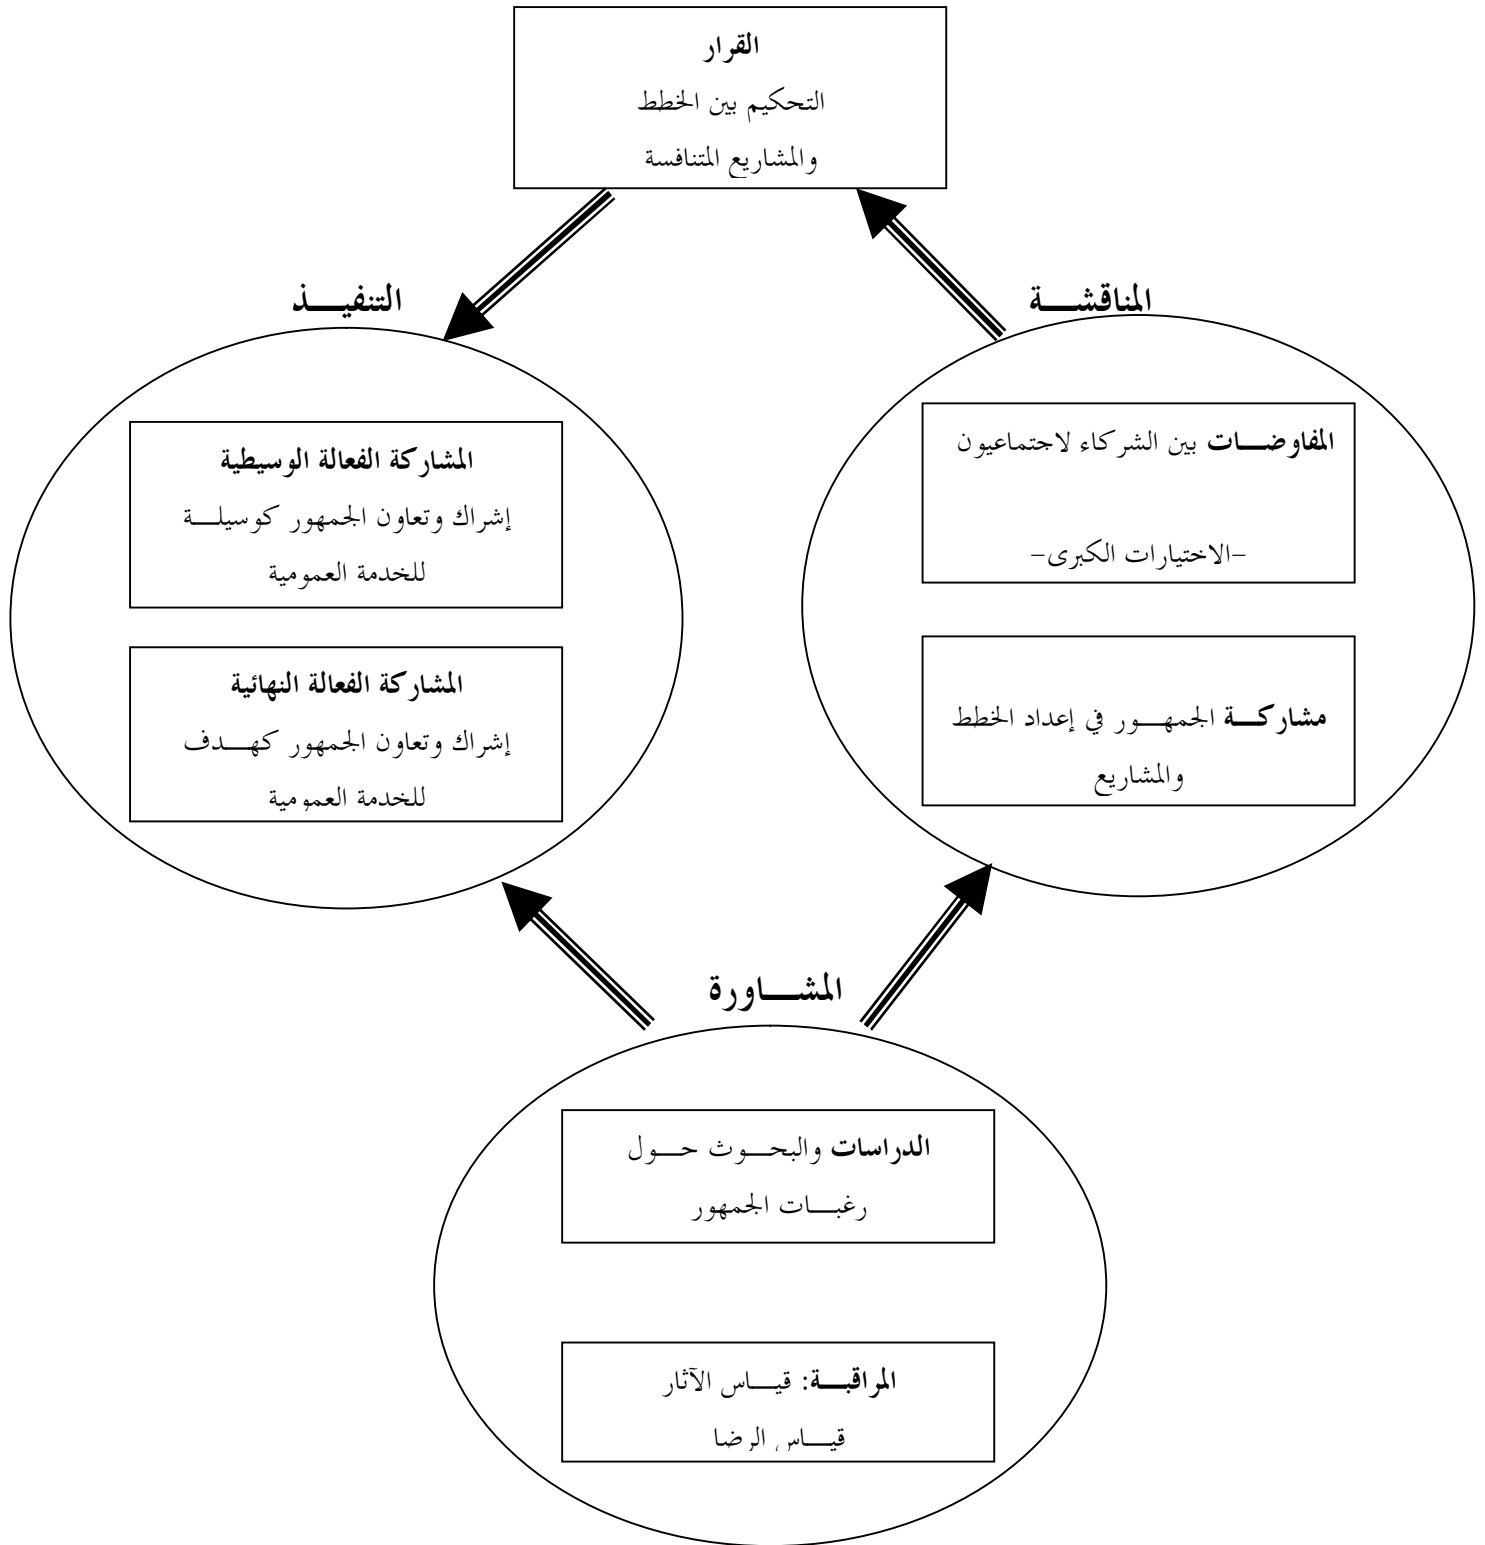 القرار
التحكيم بين الخطط
والمشاريع المتنافسة
المناقشـــة
المفاوضـــات بين الشركاء لاجتماعيون
-الاختيارات الكبرى-
مشاركـــة الجمهـــور في إعداد الخطط
والمشاريع
التنفيـــذ
المشاركة الفعالة الوسيطية
إشراك وتعاون الجمهور كوسيلـــة
للخدمة العمومية
المشاركة الفعالة النهائية
إشراك وتعاون الجمهور كهـــدف
للخدمة العمومية
المشـــاورة
الدراسات والبحـــوث حـــول
رغبـــات الجمهور
المراقبـــة: قيـــاس الآثار
قيـــاس الرضا